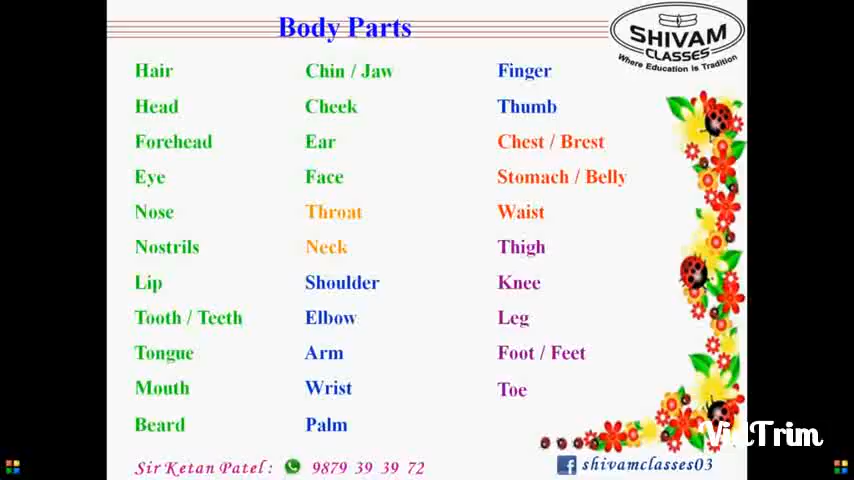 Body Parts
SHIVAM
CLASSES
Where Education is Tradition
Hair
Head
Forehead
Eye
Nose
Nostrils
Lip
Tooth / Teeth
Tongue
Mouth
Beard
Chin / Jaw
Cheek
Ear
Face
Throat
Neck
Shoulder
Elbow
Arm
Wrist
Palm
Finger
Thumb
Chest / Brest
Stomach / Belly
Waist
Thigh
Knee
Leg
Foot / Feet
Toe
Sir Ketan Patel : 9879 39 39 72
shivamclasses03
VidTrim